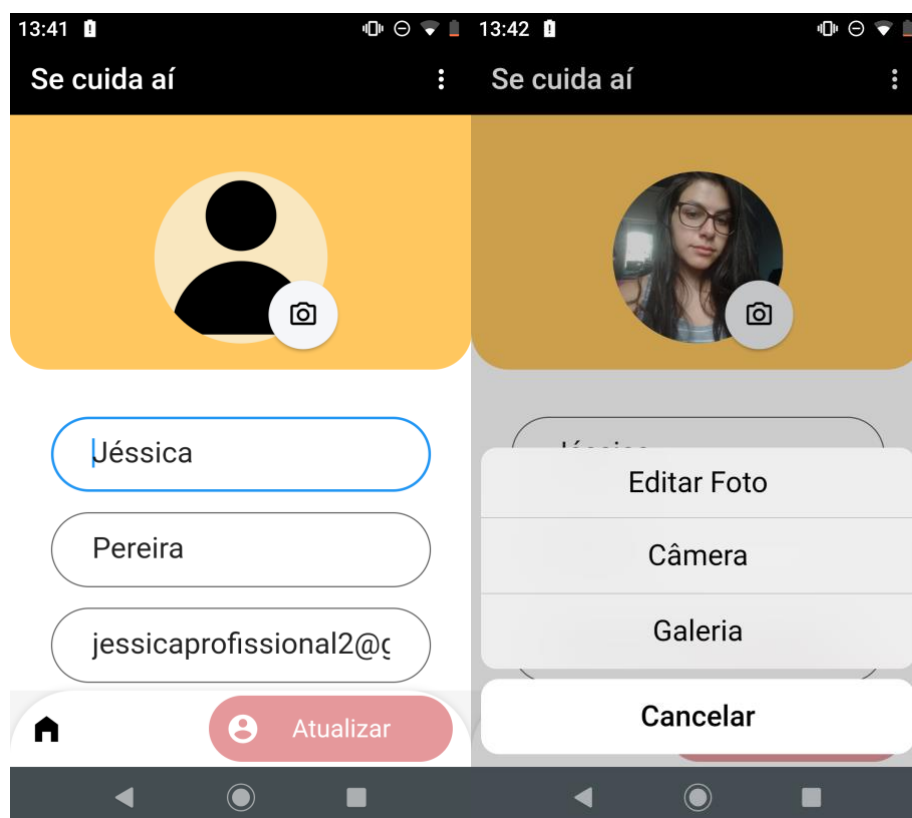 13:41
Se cuida aí
Jéssica
Pereira
jessicaprofissional2@g
Atualizar
13:42
Se cuida aí
Editar Foto
Câmera
Galeria
Cancelar